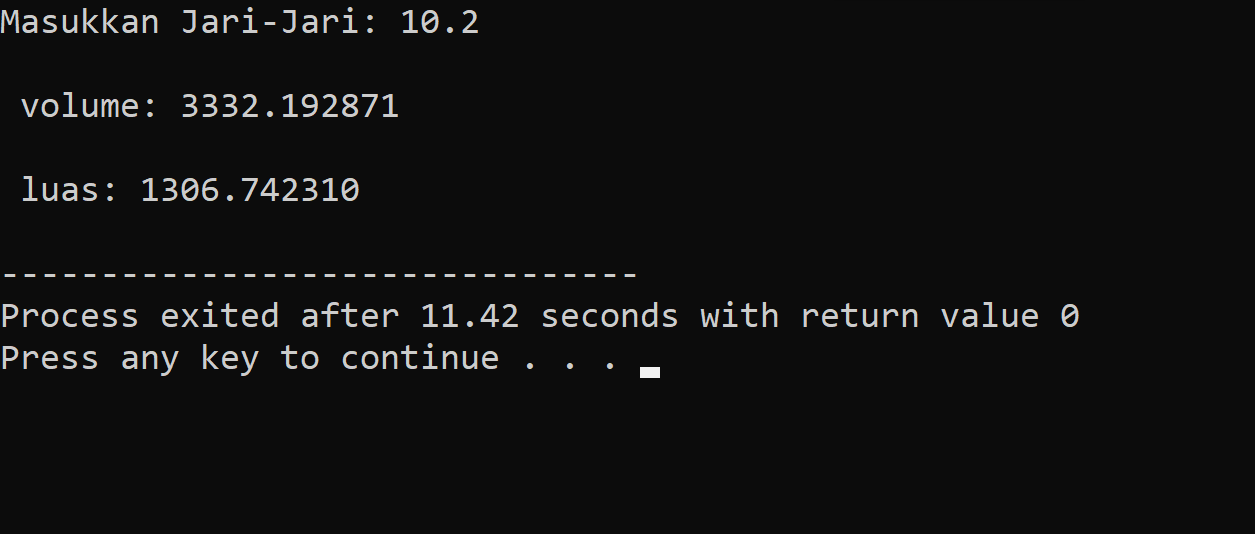 Masukkan Jari-Jari: 10.2
volume: 3332.192871
luas: 1306.742310
--------------------------------
Process exited after 11.42 seconds with return value 0
Press any key to continue . . .